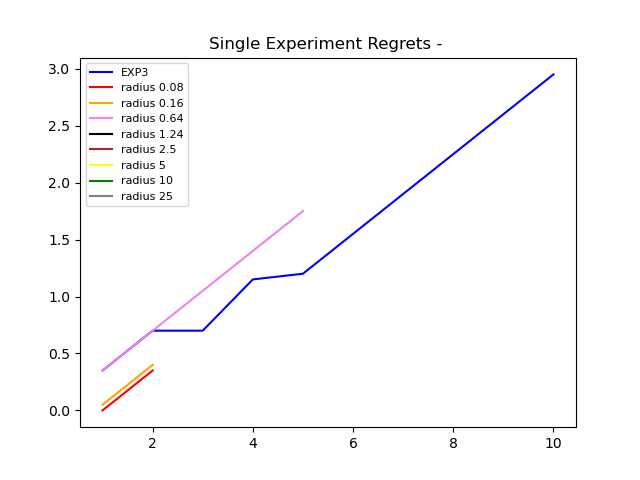 Single Experiment Regrets -
3.0
2.5
2.0
1.5
1.0
0.5
0.0
EXP3
radius 0.08
radius 0.16
radius 0.64
radius 1.24
radius 2.5
radius 5
radius 10
radius 25
2 4 6 8 10